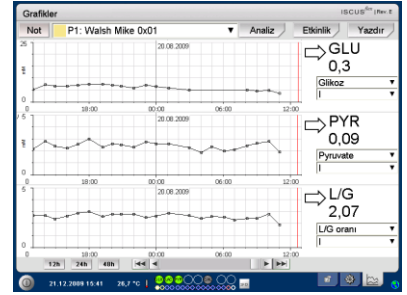 Grafikler
ISCUSflex | Rev. E
Not P1: Walsh Mike 0x01 Analiz Etkinlik Yazdır
25 20.08.2009
mM
0 18:00 00:00 06:00 12:00
GLU
0,3
Glikoz
I
5 20.08.2009
mM
0 18:00 00:00 06:00 12:00
PYR
0,09
Pyruvate
I
5 20.08.2009
0 18:00 00:00 06:00 12:00
L/G
2,07
L/G oranı
I
12h 24h 48h
21.12.2009 15:41 26,7 °C